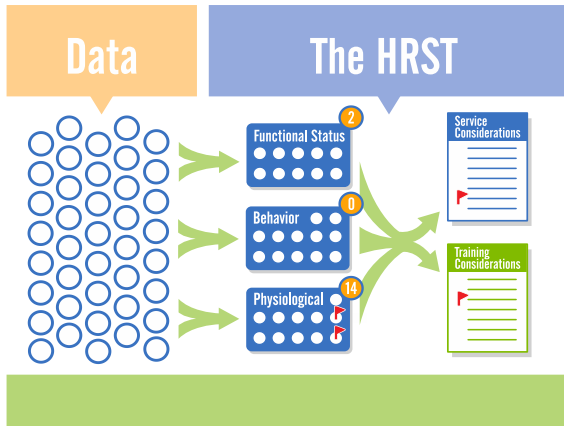 Data
The HRST
2
Functional Status
0
Behavior
14
Physiological
Service
Considerations
Training
Considerations